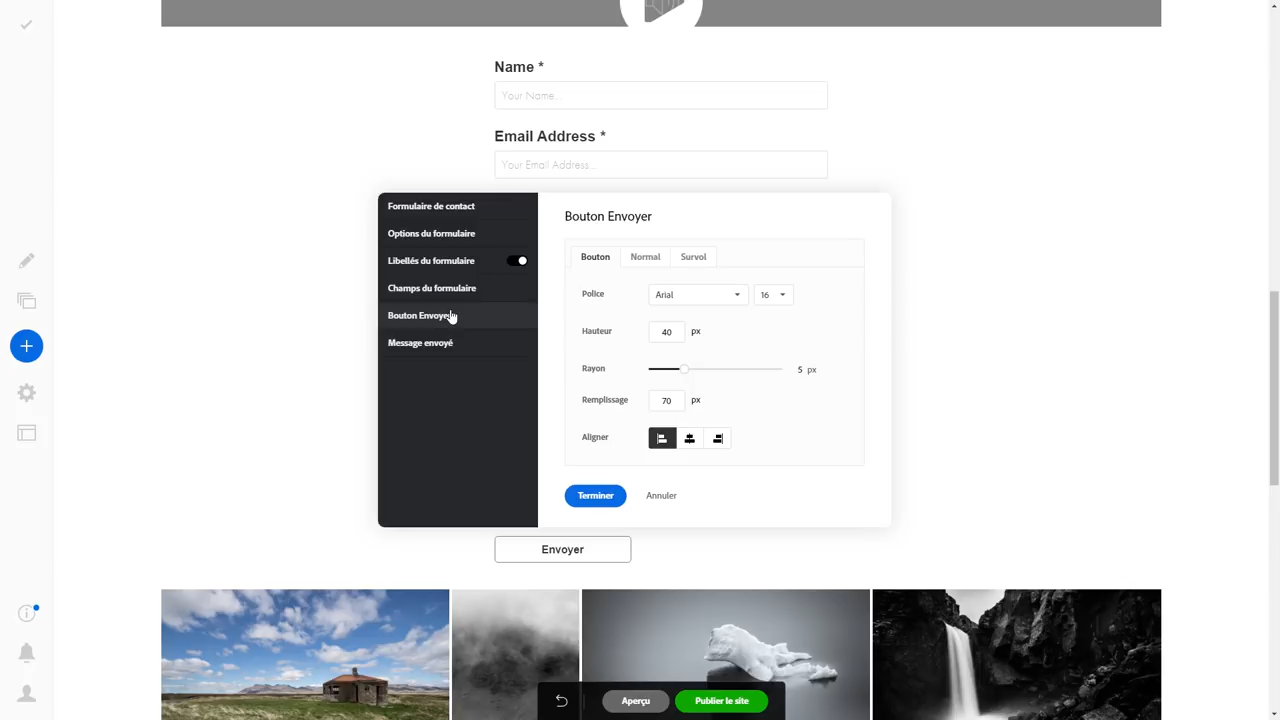 Name *
Your Name...
Email Address *
Your Email Address...
Formulaire de contact
Options du formulaire
Libellés du formulaire
Champs du formulaire
Bouton Envoyer
Message envoyé
Bouton Envoyer
Bouton Normal Survol
Police Arial 16
Hauteur 40 px
Rayon 5 px
Remplissage 70 px
Aligner
Terminer Annuler
Envoyer
Aperçu Publier le site